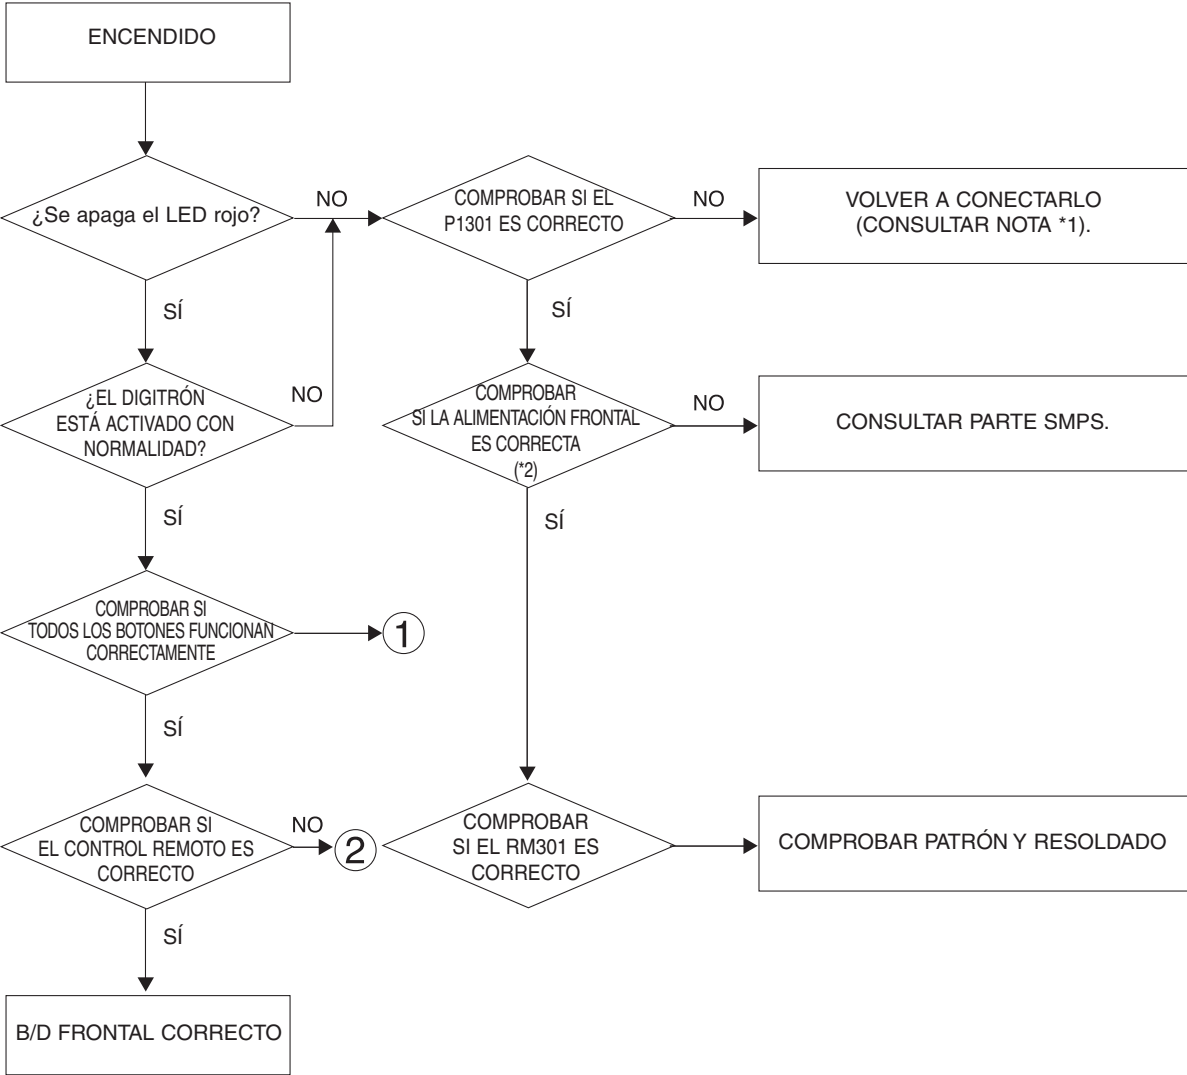 ENCENDIDO
¿Se apaga el LED rojo?
NO
COMPROBAR SI EL
P1301 ES CORRECTO
NO
VOLVER A CONECTARLO
(CONSULTAR NOTA *1).
SÍ
SÍ
¿EL DIGITRÓN
ESTÁ ACTIVADO CON
NORMALIDAD?
NO
COMPROBAR
SI LA ALIMENTACIÓN FRONTAL
ES CORRECTA
(*2)
NO
CONSULTAR PARTE SMPS.
SÍ
SÍ
COMPROBAR SI
TODOS LOS BOTONES FUNCIONAN
CORRECTAMENTE
1
SÍ
COMPROBAR SI
EL CONTROL REMOTO ES
CORRECTO
NO
2
COMPROBAR
SI EL RM301 ES
CORRECTO
COMPROBAR PATRÓN Y RESOLDADO
SÍ
B/D FRONTAL CORRECTO